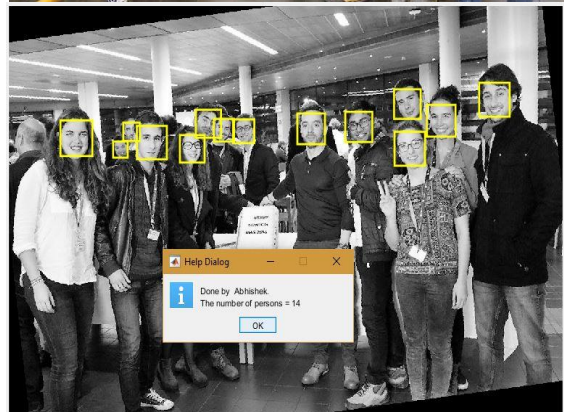 Help Dialog
Done by Abhishek.
The number of persons = 14
OK